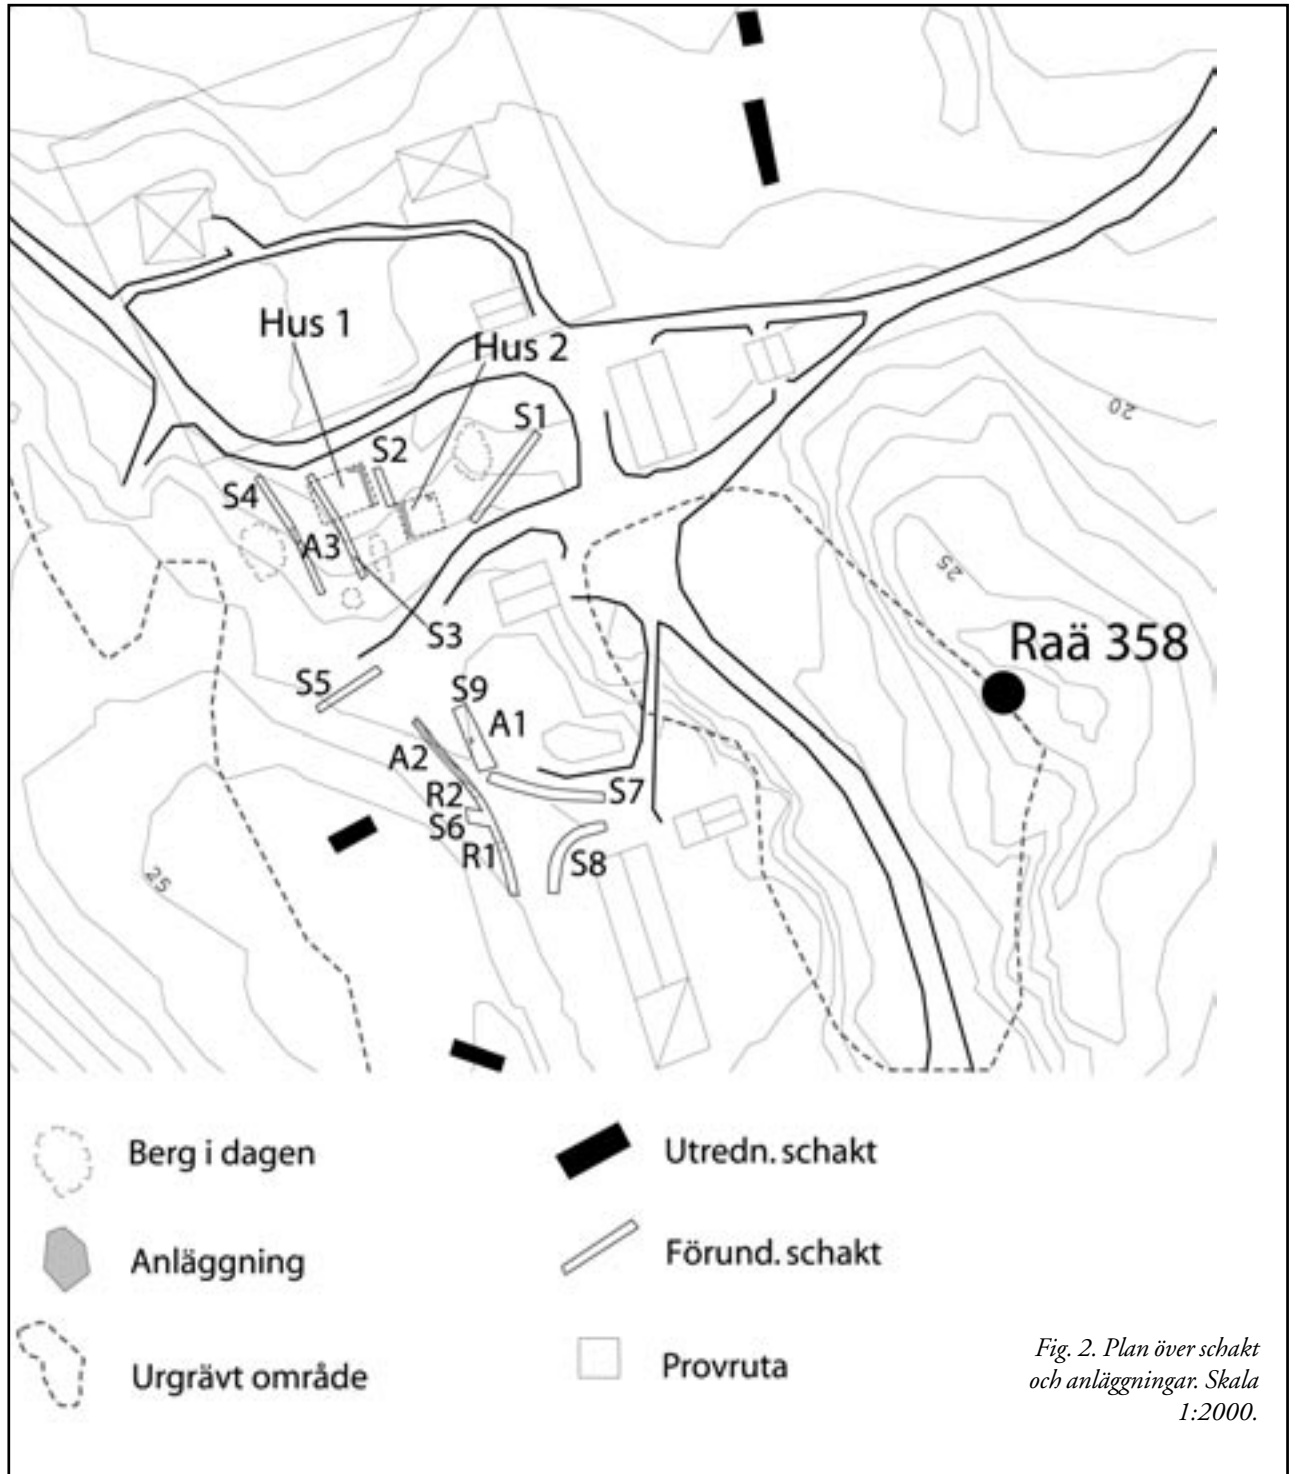 Hus 1
Hus 2
S1
S2
S4
A3
20
25
S3
Raä 358
S5
S9
A1
A2
R2
S7
S6
R1
S8
25
Berg i dagen
Utredn. schakt
Anläggning
Förund. schakt
Urgrävt område
Provruta
Fig. 2. Plan över schakt
och anläggningar. Skala
1:2000.